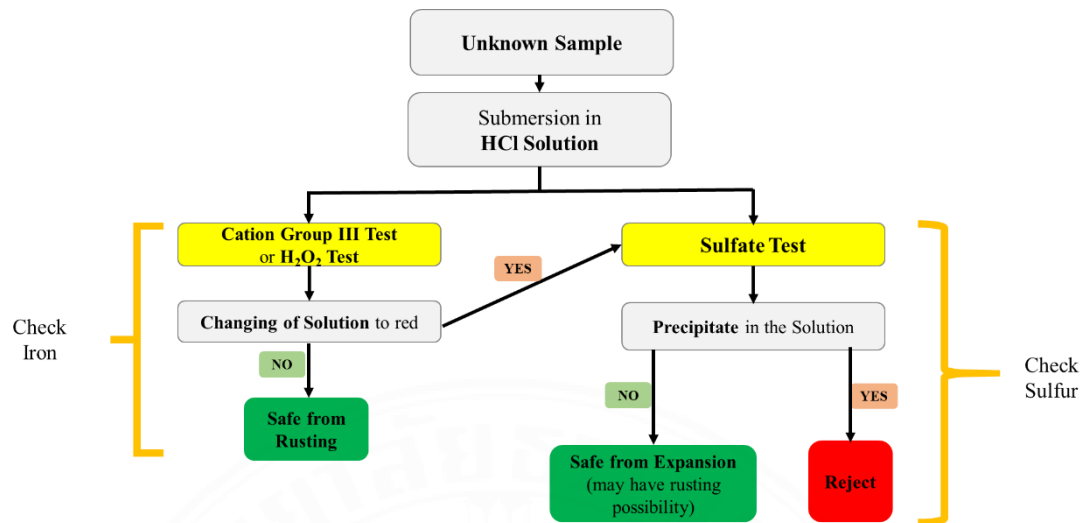 Unknown Sample
Submersion in
HCl Solution
Cation Group III Test
or H₂O₂ Test
Sulfate Test
YES
Changing of Solution to red
Precipitate in the Solution
Check
Iron
NO
Safe from
Rusting
NO
YES
Check
Sulfur
Safe from Expansion
(may have rusting
possibility)
Reject